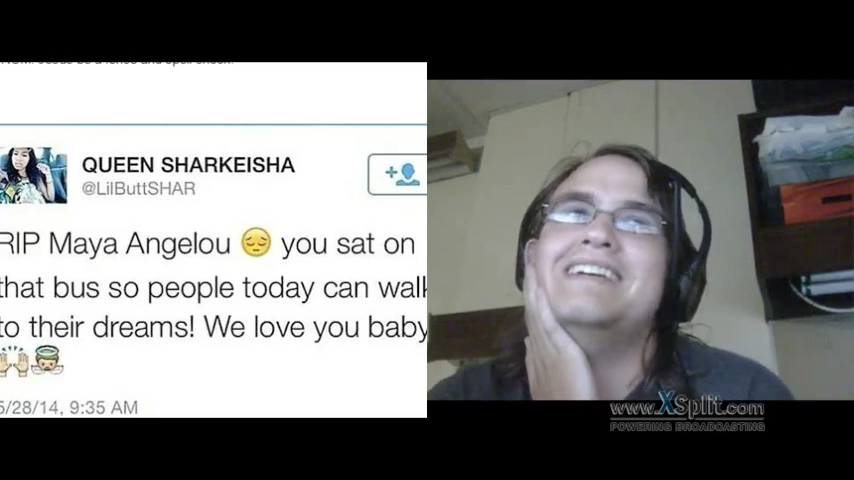 QUEEN SHARKEISHA
@LilButtSHAR
RIP Maya Angelou 😔 you sat on
that bus so people today can walk
to their dreams! We love you baby
🙌👼
5/28/14, 9:35 AM
www.XSplit.com
POWERING BROADCASTING